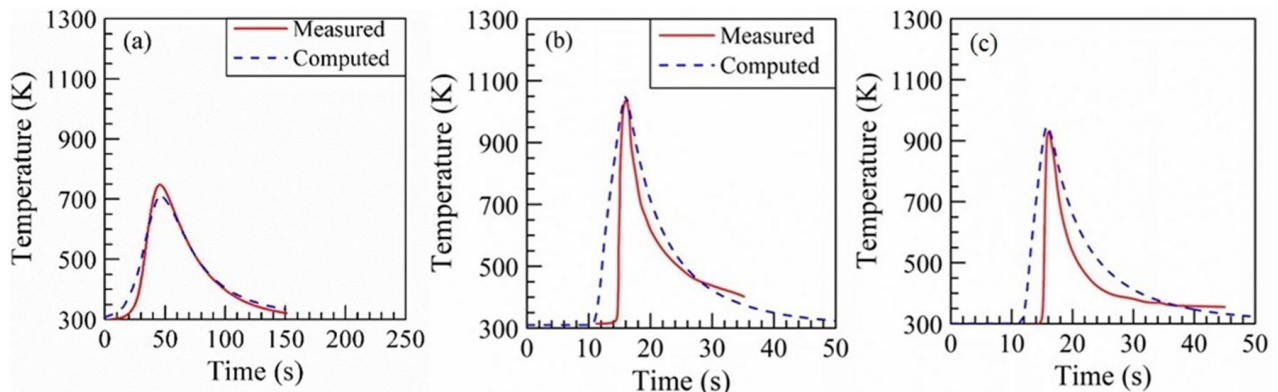 1300
1100
900
700
500
300
Temperature (K)
(a)
Measured
Computed
0 50 100 150 200 250
Time (s)
1300
1100
900
700
500
300
Temperature (K)
(b)
Measured
Computed
0 10 20 30 40 50
Time (s)
1300
1100
900
700
500
300
Temperature (K)
(c)
0 10 20 30 40 50
Time (s)